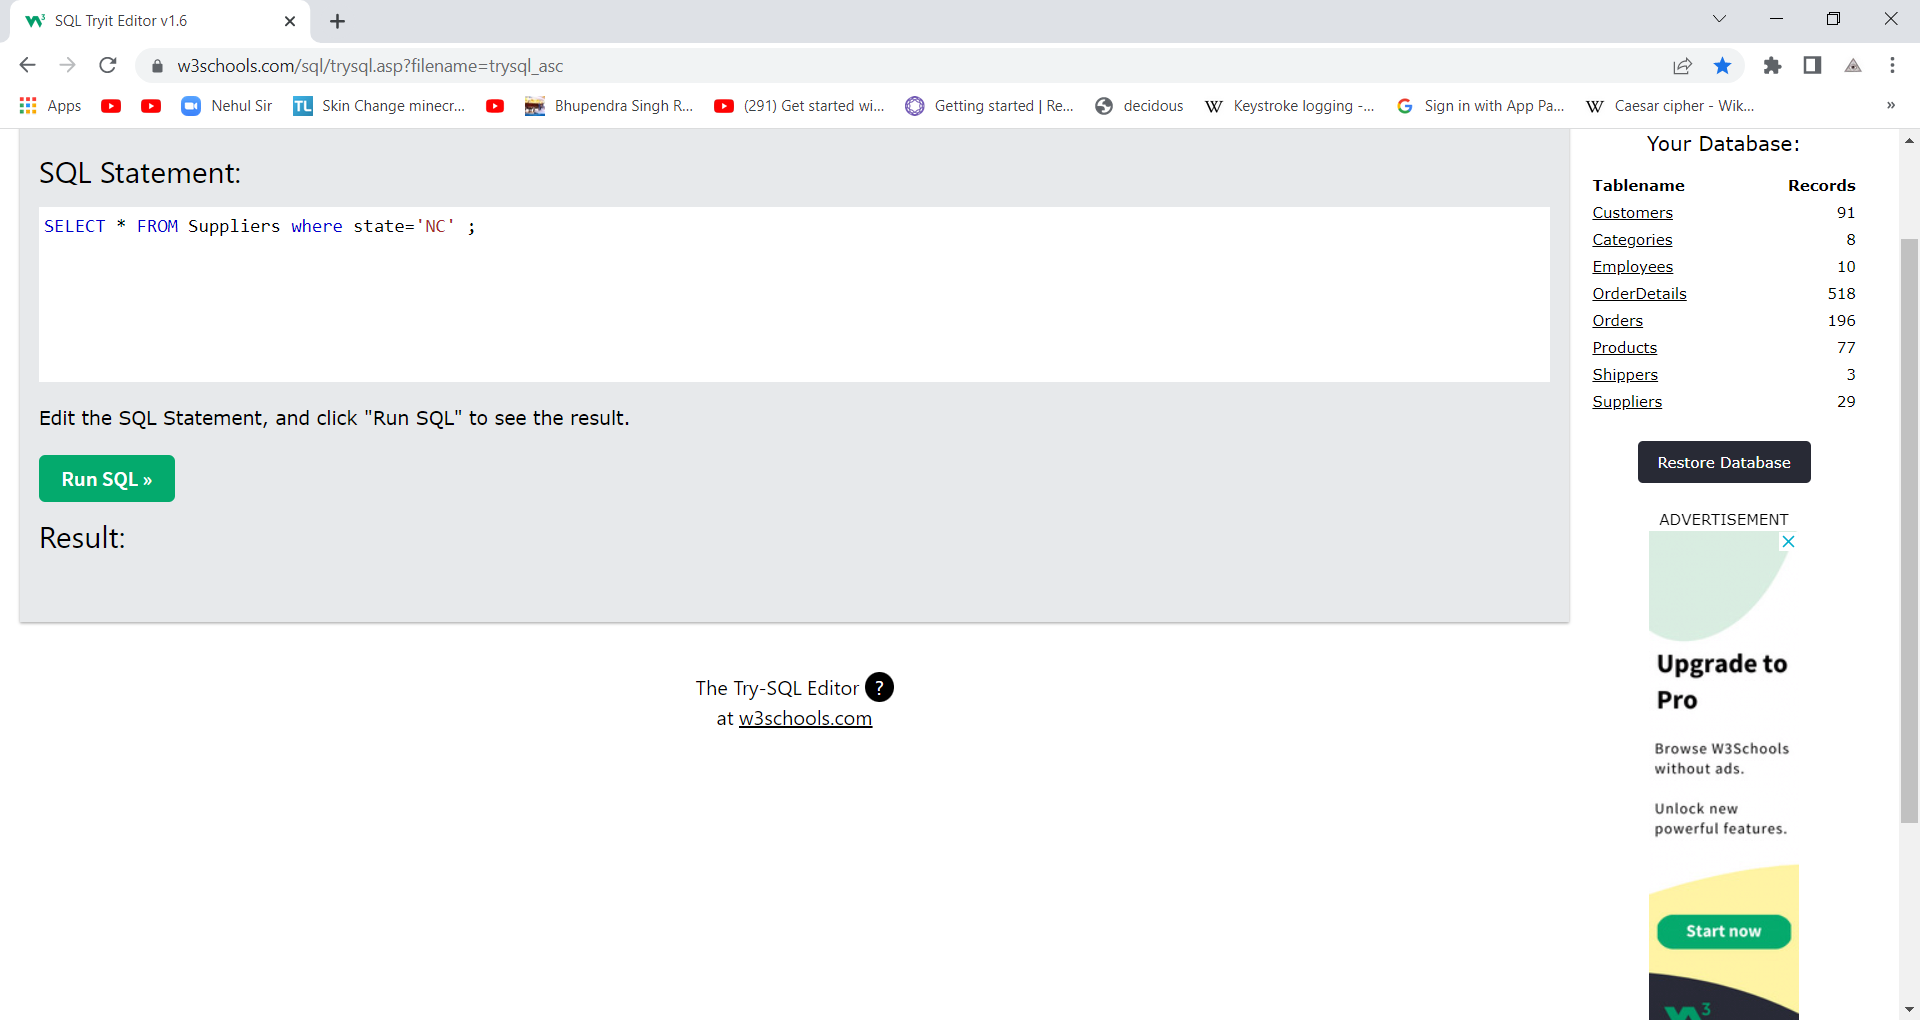 SQL Tryit Editor v1.6
w3schools.com/sql/trysql.asp?filename=trysql_asc
Apps
Nehul Sir
TL Skin Change minecr...
Bhupendra Singh R...
(291) Get started wi...
Getting started | Re...
decidous
W Keystroke logging -...
G Sign in with App Pa...
W Caesar cipher - Wik...
»
SQL Statement:
SELECT * FROM Suppliers where state='NC' ;
Edit the SQL Statement, and click "Run SQL" to see the result.
Run SQL »
Result:
The Try-SQL Editor ?
at w3schools.com
Your Database:
Tablename Records
Customers 91
Categories 8
Employees 10
OrderDetails 518
Orders 196
Products 77
Shippers 3
Suppliers 29
Restore Database
ADVERTISEMENT
Upgrade to
Pro
Browse W3Schools
without ads.
Unlock new
powerful features.
Start now